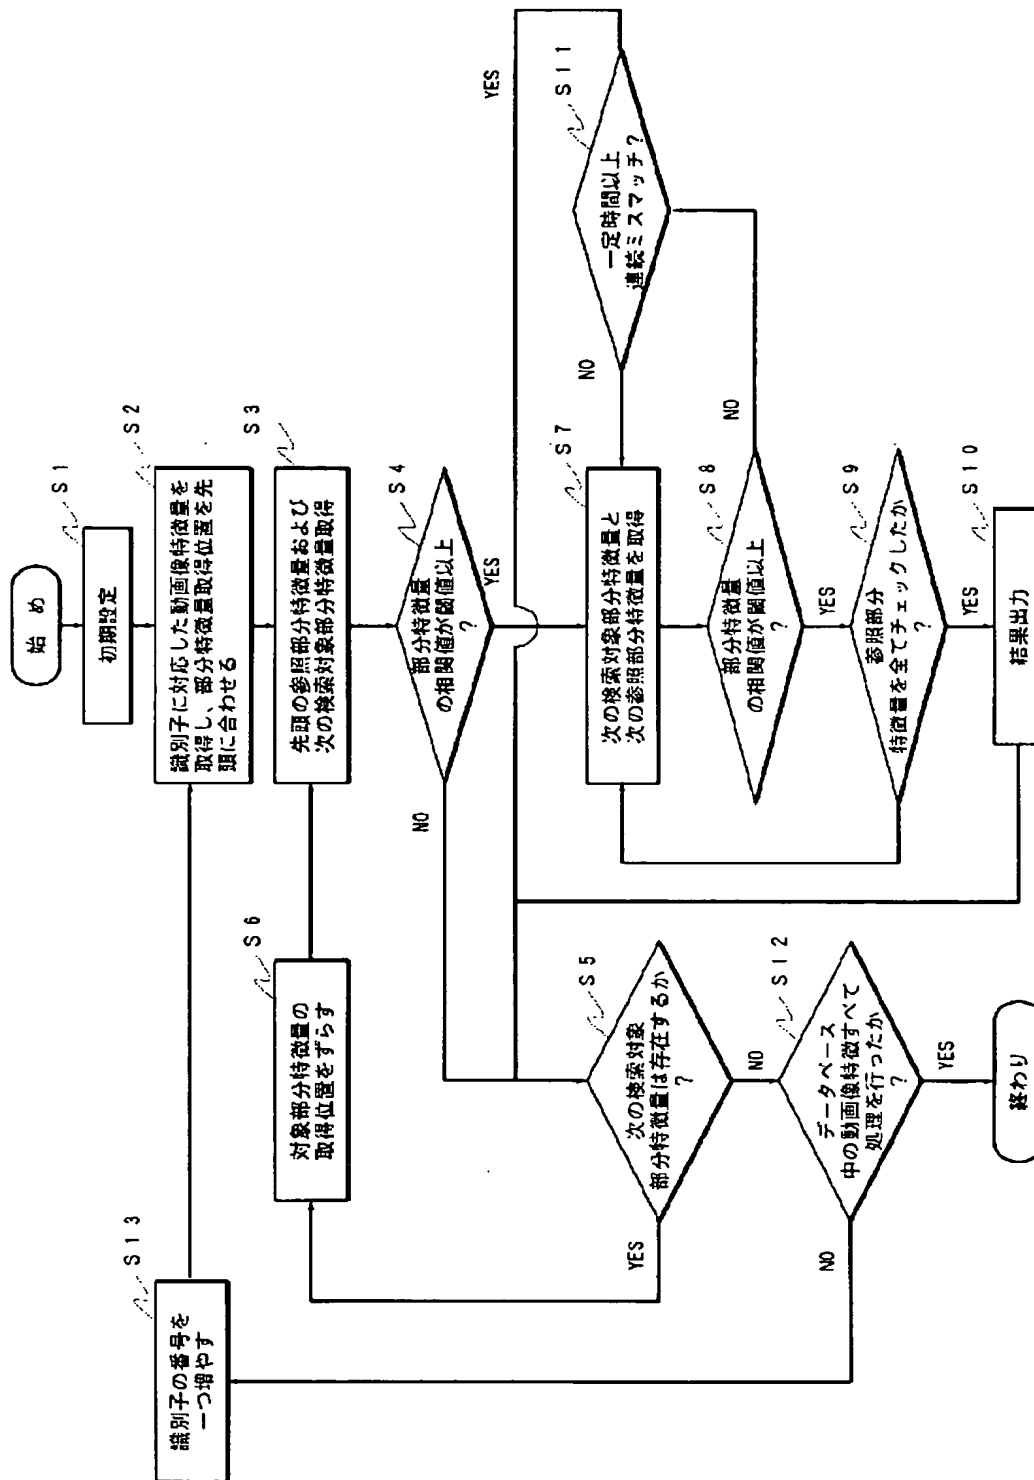 始め
S1
初期設定
S2
識別子に対応した動画像特徴量を
取得し、部分特徴量取得位置を先
頭に合わせる
S3
先頭の参照部分特徴量および
次の検索対象部分特徴量取得
S4
部分特徴量
の相関値が閾値以上
?
NO
YES
S6
対象部分特徴量の
取得位置をずらす
S5
次の検索対象
部分特徴量は存在するか
?
YES
NO
S7
次の検索対象部分特徴量と
次の参照部分特徴量を取得
S8
部分特徴量
の相関値が閾値以上
?
NO
YES
S9
参照部分
特徴量を全てチェックしたか
?
YES
S10
結果出力
S11
一定時間以上
連続ミスマッチ?
NO
YES
S12
データベース
中の動画像特徴すべて
処理を行ったか
?
NO
YES
S13
識別子の番号を
一つ増やす
終わり